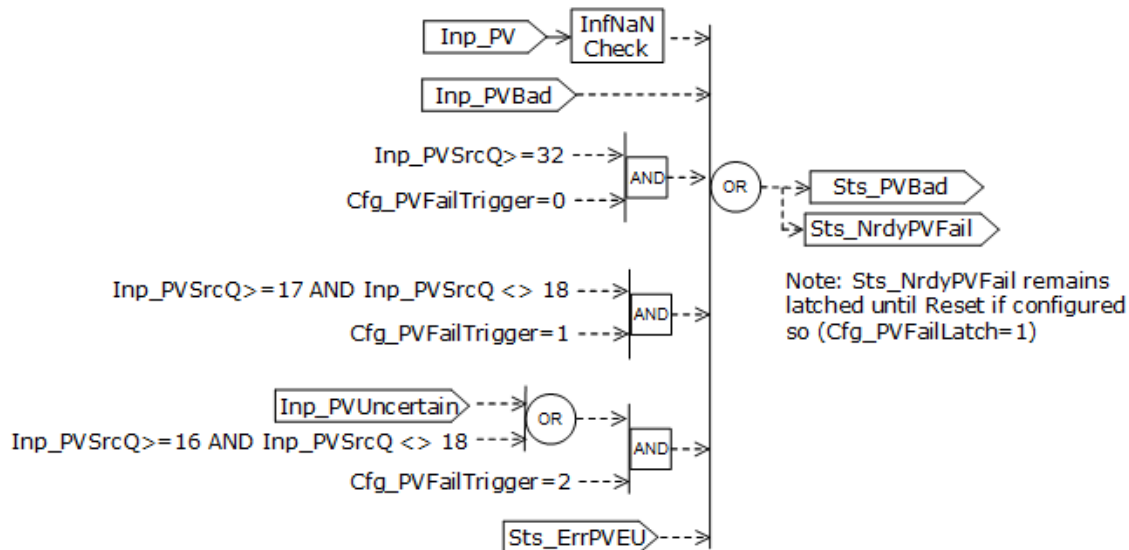 Inp_PV
InfNaN
Check
Inp_PVBad
Inp_PVSrcQ>=32
AND
Cfg_PVFailTrigger=0
OR
Sts_PVBad
Sts_NrdyPVFail
Note: Sts_NrdyPVFail remains
latched until Reset if configured
so (Cfg_PVFailLatch=1)
Inp_PVSrcQ>=17 AND Inp_PVSrcQ <> 18
AND
Cfg_PVFailTrigger=1
Inp_PVUncertain
OR
Inp_PVSrcQ>=16 AND Inp_PVSrcQ <> 18
AND
Cfg_PVFailTrigger=2
Sts_ErrPVEU